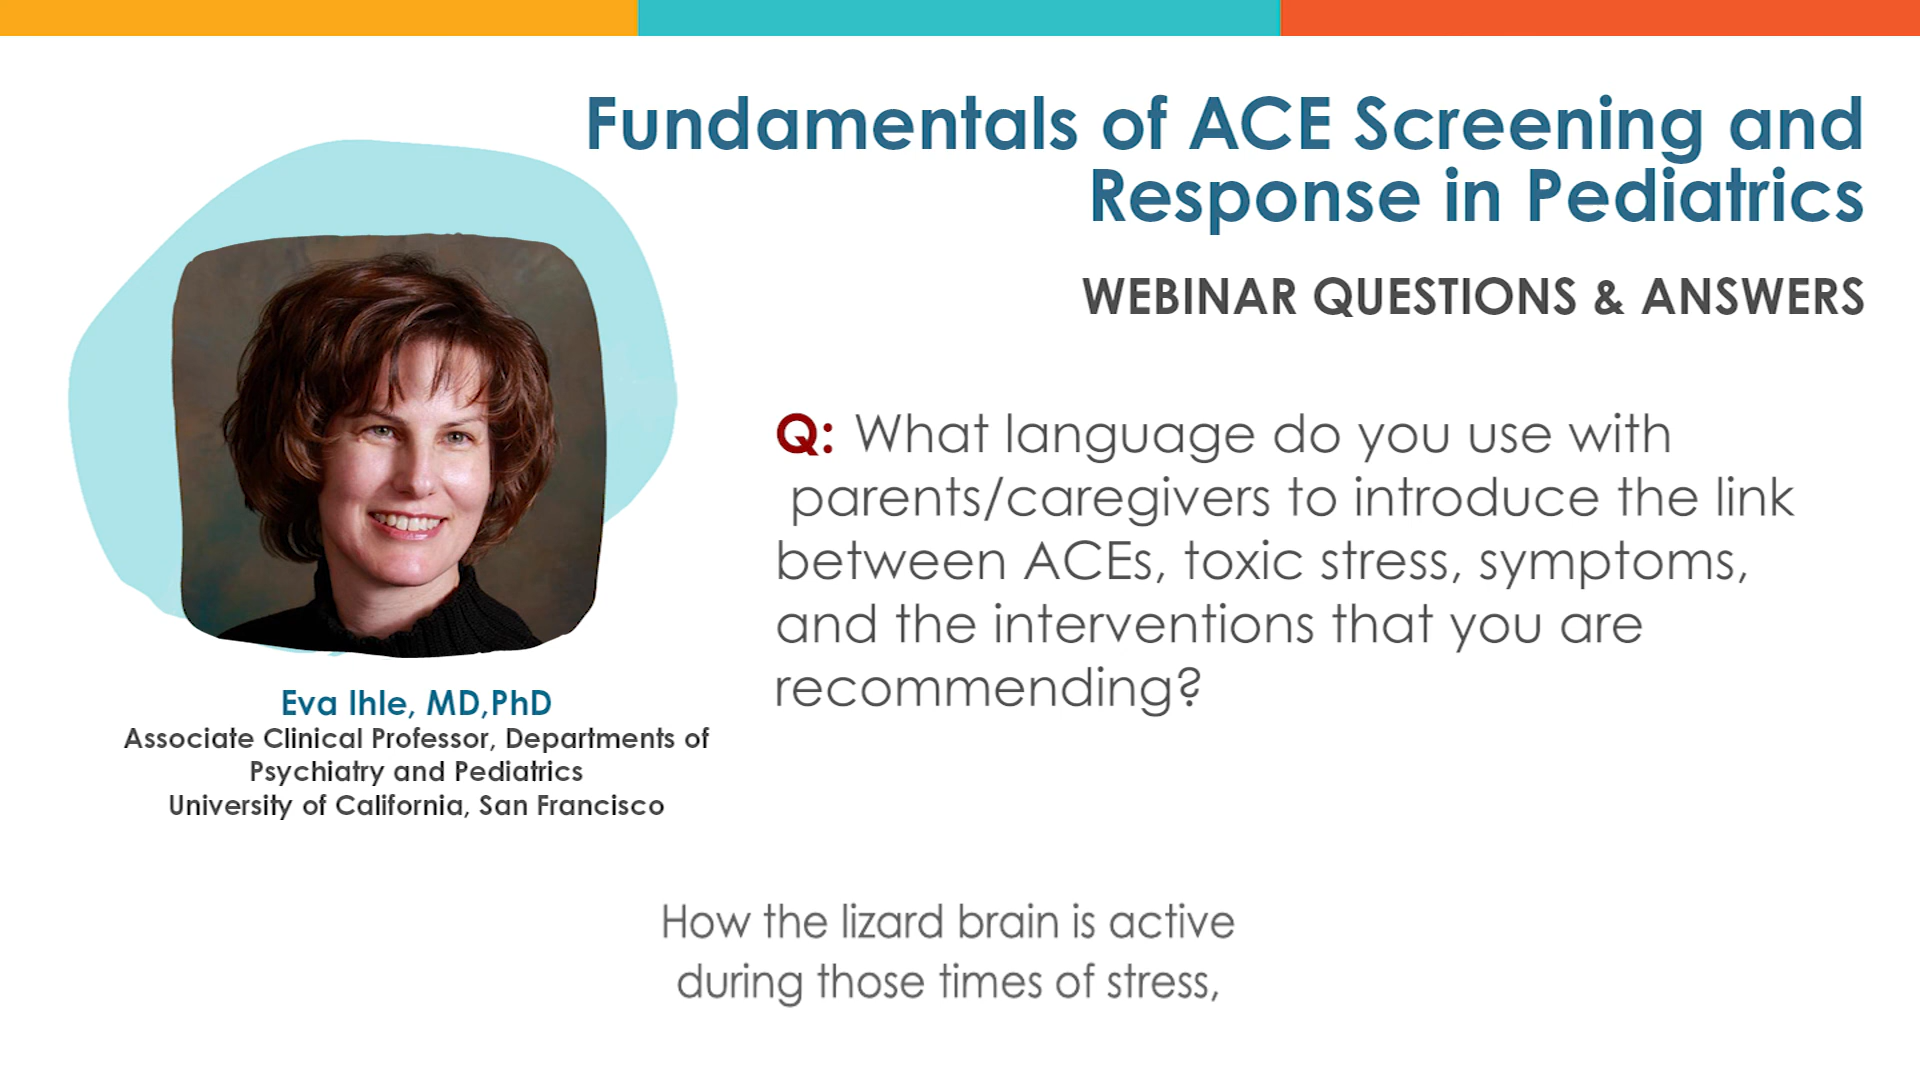 Fundamentals of ACE Screening and
Response in Pediatrics
WEBINAR QUESTIONS & ANSWERS
Q: What language do you use with
parents/caregivers to introduce the link
between ACEs, toxic stress, symptoms,
and the interventions that you are
recommending?
Eva Ihle, MD,PhD
Associate Clinical Professor, Departments of
Psychiatry and Pediatrics
University of California, San Francisco
How the lizard brain is active
during those times of stress,